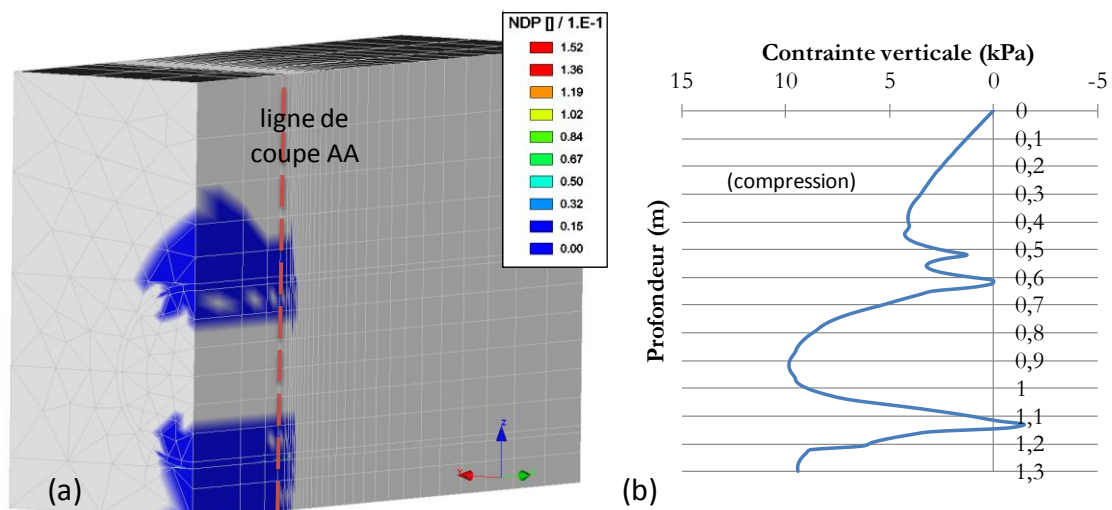 NDP [] / 1.E-1
1.52
1.36
1.19
1.02
0.84
0.67
0.50
0.32
0.15
0.00
ligne de
coupe AA
Z
(a)
Contrainte verticale (kPa)
15 10 5 0 -5
0
0,1
0,2
0,3
0,4
0,5
0,6
0,7
0,8
0,9
1
1,1
1,2
1,3
(compression)
Profondeur (m)
(b)